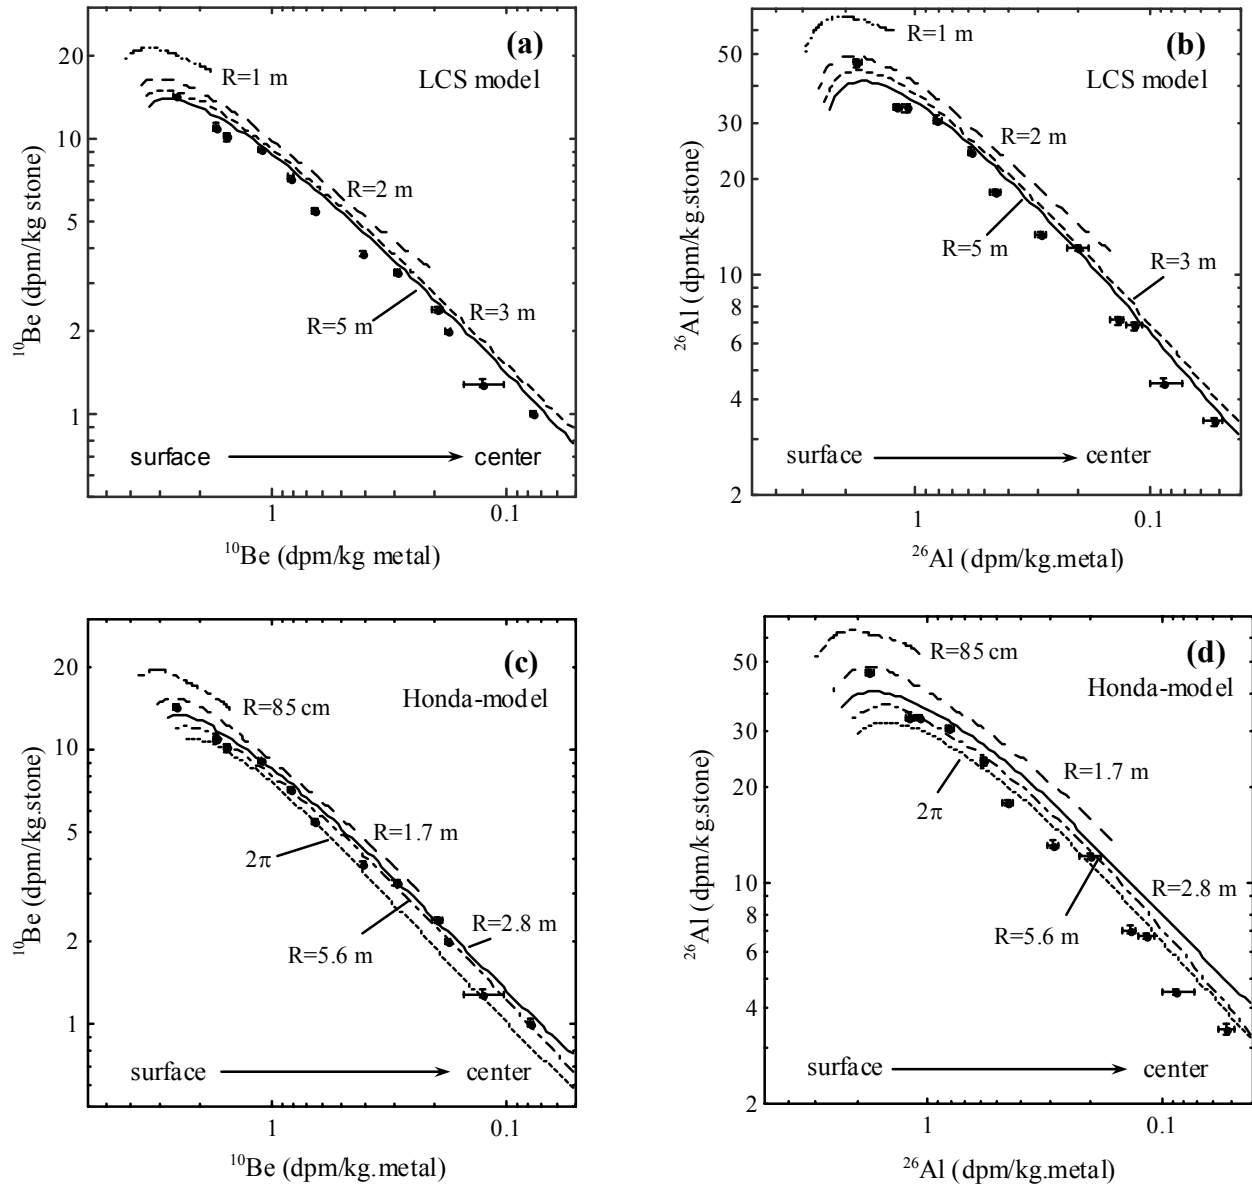 (a)
LCS model
20
10
5
2
1
R=1 m
R=2 m
R=3 m
R=5 m
surface
center
1
0.1
¹⁰Be (dpm/kg stone)
¹⁰Be (dpm/kg metal)
(b)
LCS model
50
40
30
20
10
8
6
4
2
R=1 m
R=2 m
R=5 m
R=3 m
surface
center
1
0.1
²⁶Al (dpm/kg.stone)
²⁶Al (dpm/kg.metal)
(c)
Honda-model
20
10
5
2
1
R=85 cm
R=1.7 m
2π
R=2.8 m
R=5.6 m
surface
center
1
0.1
¹⁰Be (dpm/kg.stone)
¹⁰Be (dpm/kg.metal)
(d)
Honda-model
50
40
30
20
10
8
6
4
2
R=85 cm
R=1.7 m
2π
R=2.8 m
R=5.6 m
surface
center
1
0.1
²⁶Al (dpm/kg.stone)
²⁶Al (dpm/kg.metal)